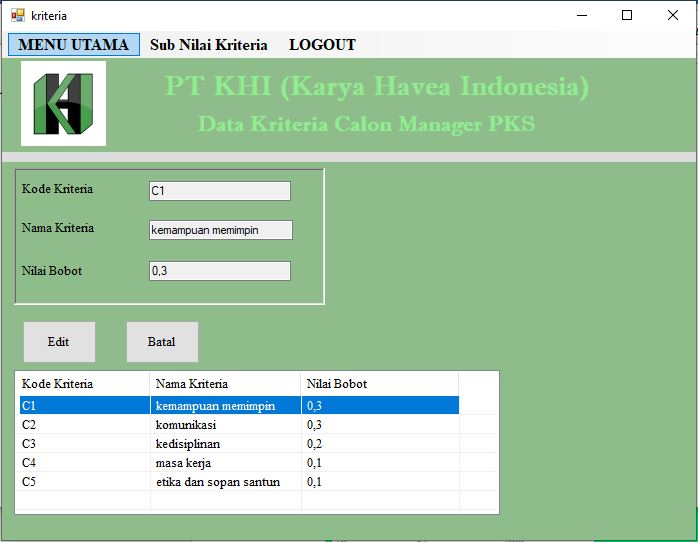 kriteria
MENU UTAMA Sub Nilai Kriteria LOGOUT
KHI
PT KHI (Karya Havea Indonesia)
Data Kriteria Calon Manager PKS
Kode Kriteria C1
Nama Kriteria kemampuan memimpin
Nilai Bobot 0,3
Edit Batal
Kode Kriteria Nama Kriteria Nilai Bobot
C1 kemampuan memimpin 0,3
C2 komunikasi 0,3
C3 kedisiplinan 0,2
C4 masa kerja 0,1
C5 etika dan sopan santun 0,1